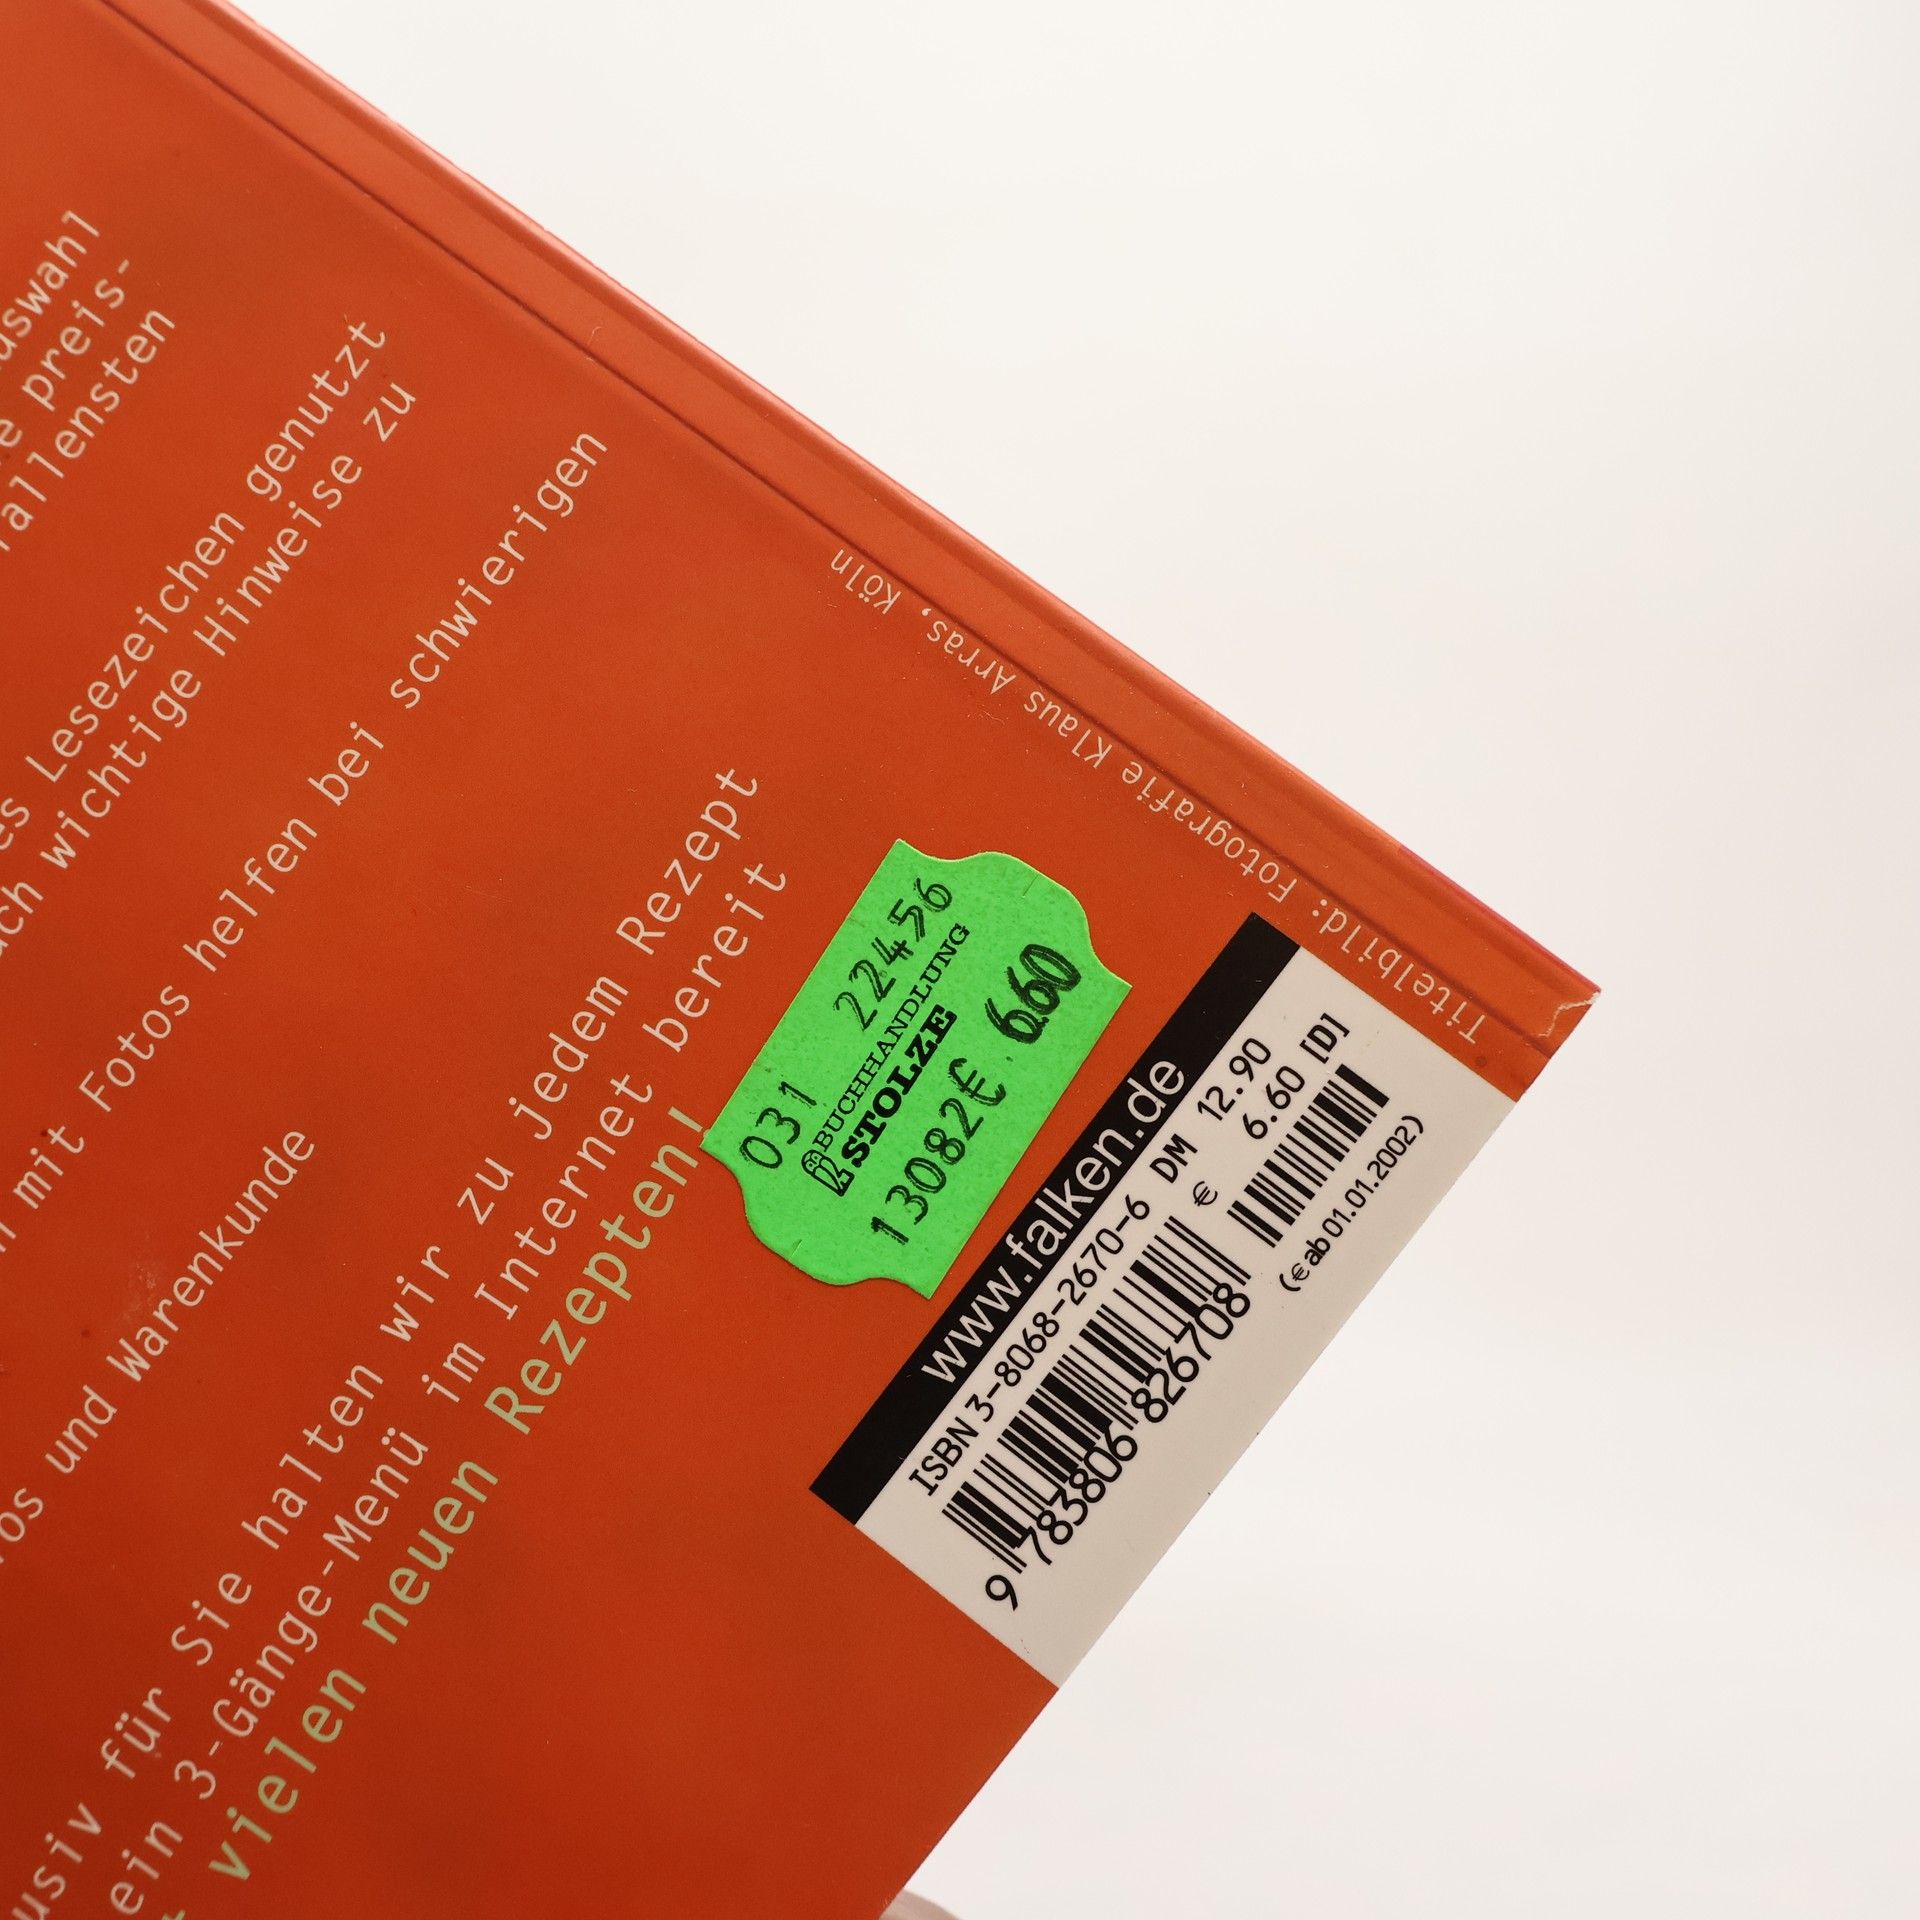 uswahl
e preis-
allensten
es Lesezeichen genutzt
ach wichtige Hinweise zu
n mit Fotos helfen bei schwierigen
os und Warenkunde
usiv für Sie halten wir zu jedem Rezept
ein 3-Gänge-Menü im Internet bereit
t vielen neuen Rezepten!
031 22456
BUCHHANDLUNG
STOLZE
13082€ 6.60
Titelbild: Fotografie Klaus Arras, Köln
www.falken.de
ISBN 3-8068-2670-6 DM 12.90
€ 6.60 [D]
9 783806 826708
(€ ab 01.01.2002)